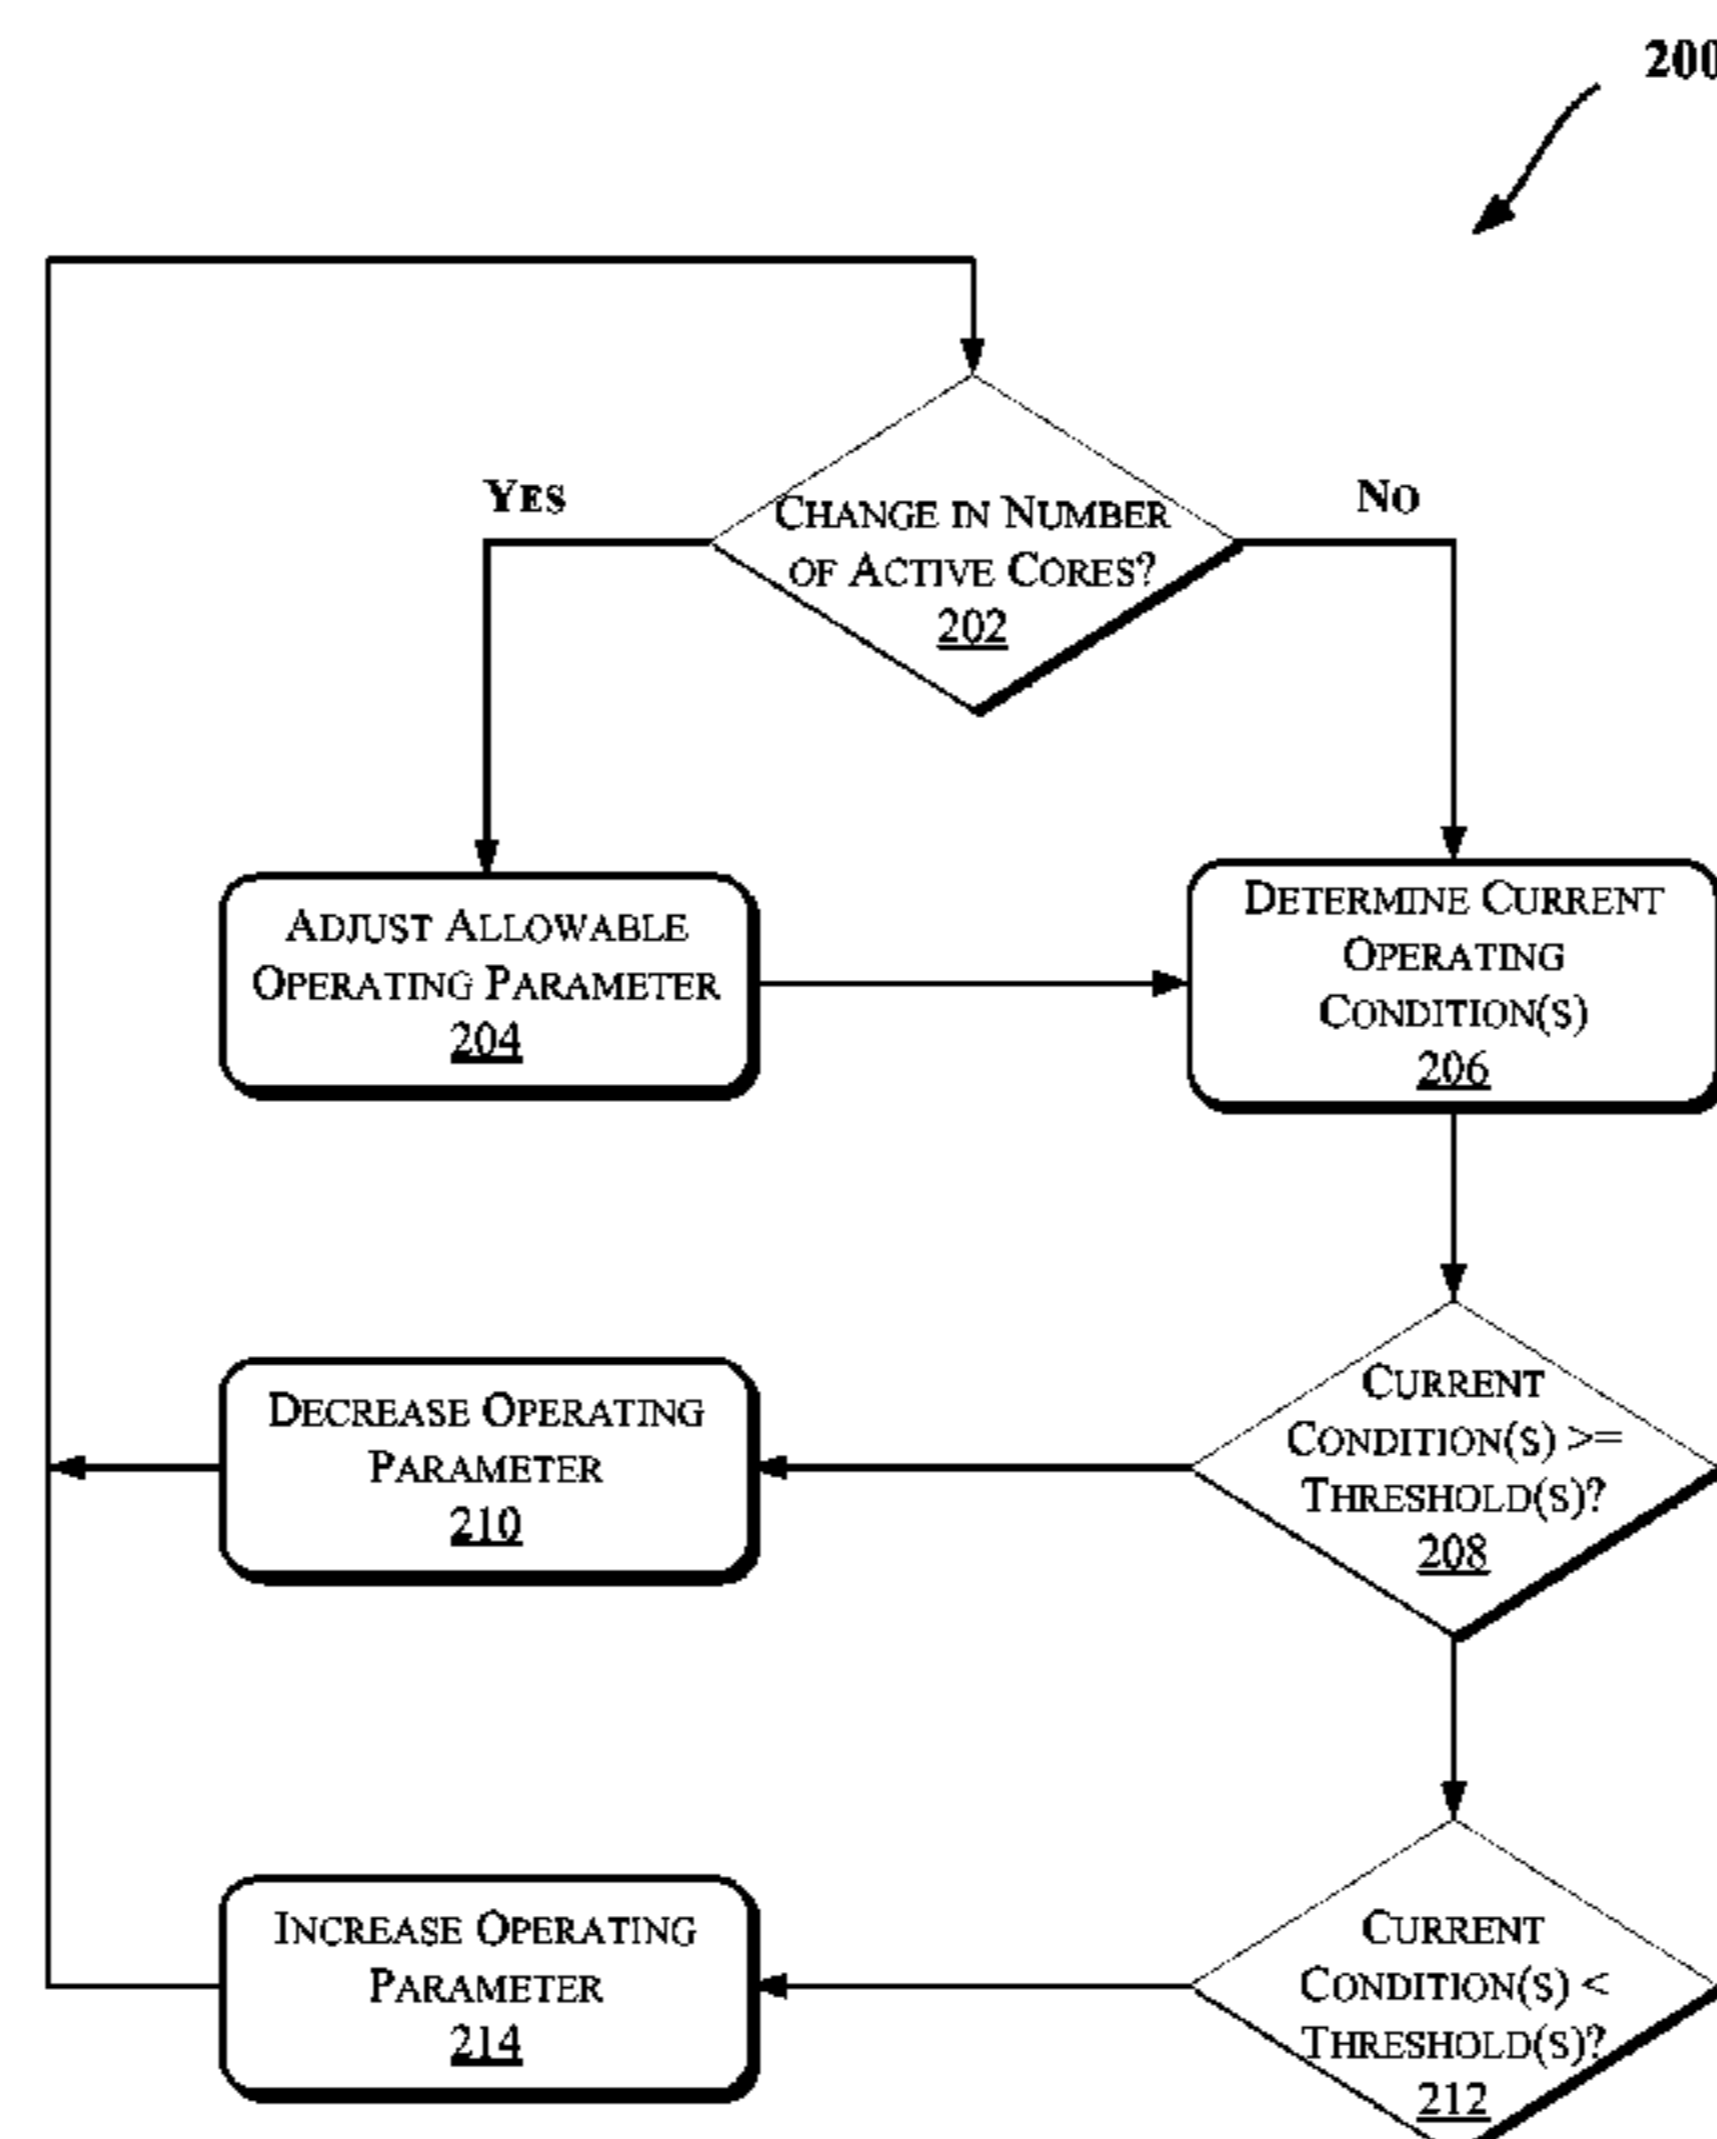 200
YES
NO
CHANGE IN NUMBER
OF ACTIVE CORES?
202
ADJUST ALLOWABLE
OPERATING PARAMETER
204
DETERMINE CURRENT
OPERATING
CONDITION(S)
206
DECREASE OPERATING
PARAMETER
210
CURRENT
CONDITION(S) >=
THRESHOLD(S)?
208
INCREASE OPERATING
PARAMETER
214
CURRENT
CONDITION(S) <
THRESHOLD(S)?
212